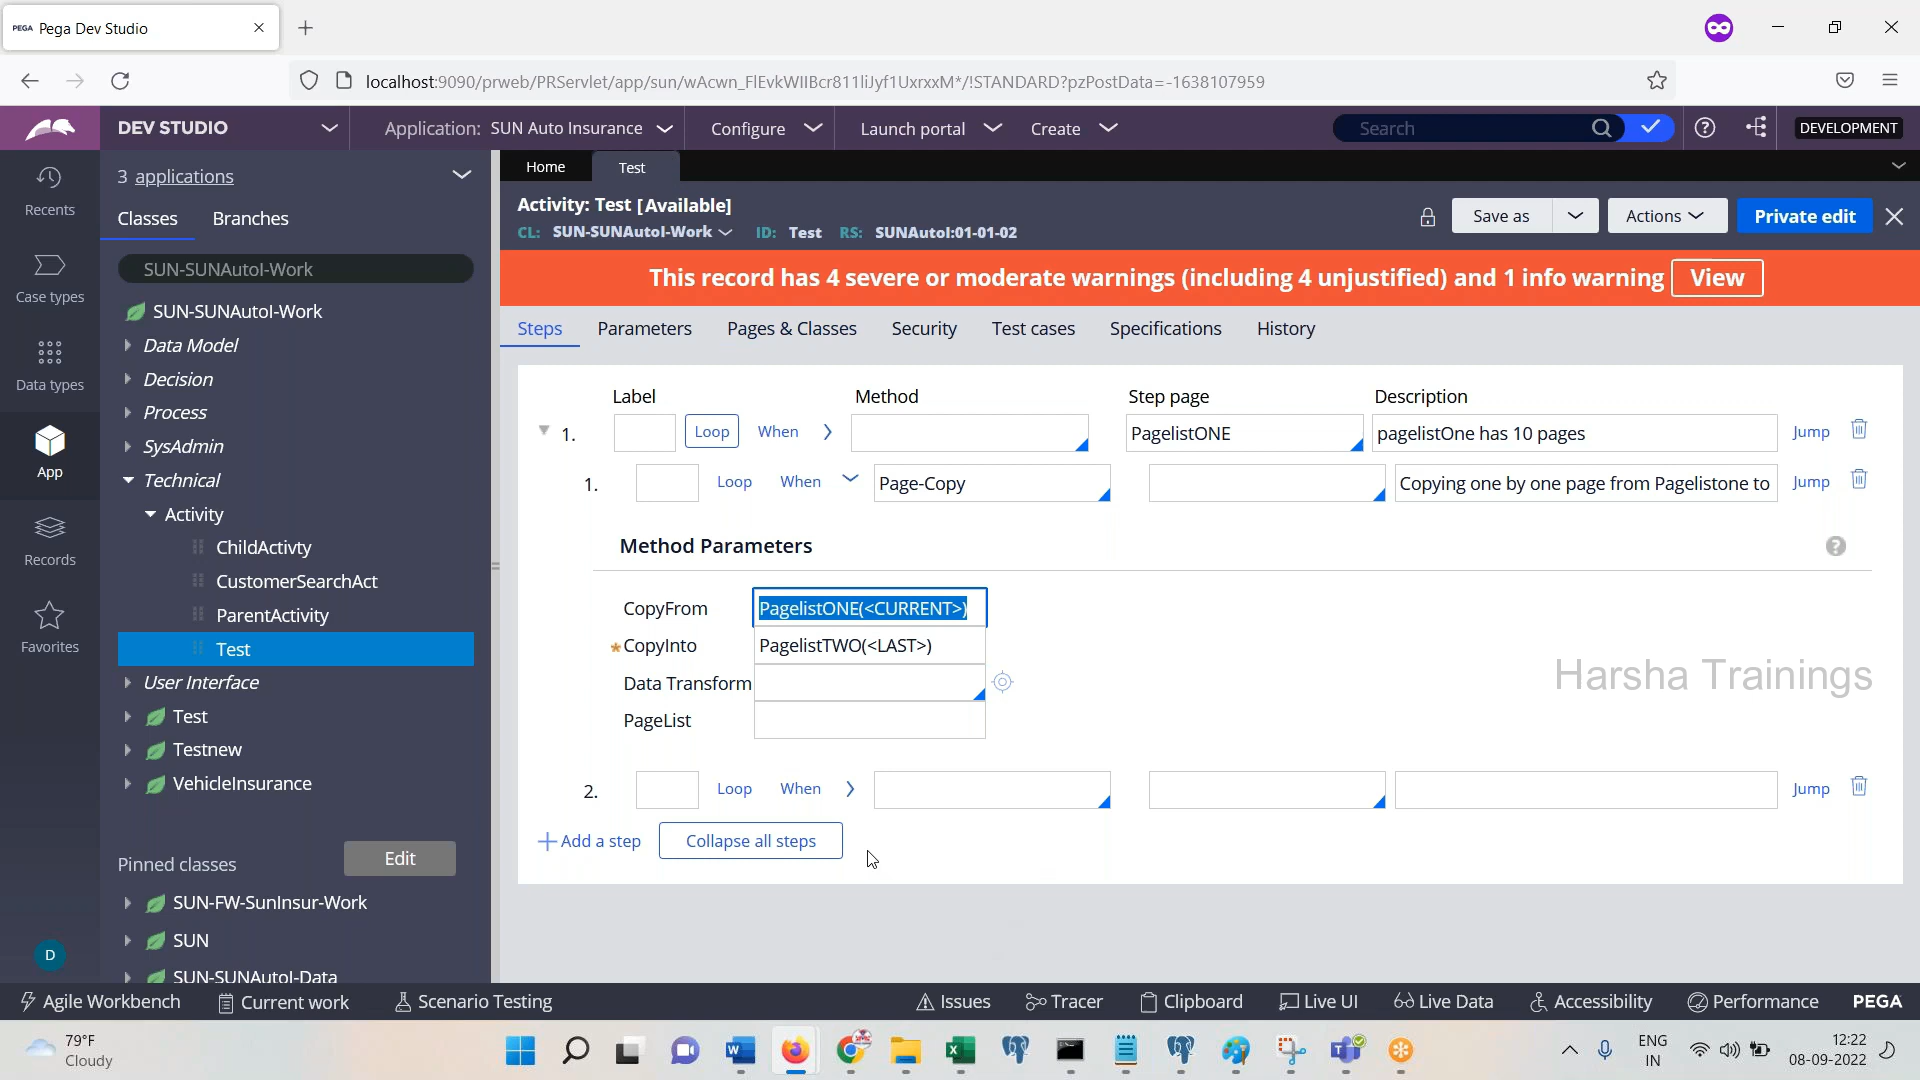 PEGA Pega Dev Studio
localhost:9090/prweb/PRServlet/app/sun/wAcwn_FlEvkWIIBcr811liJyf1UxrxxM*/!STANDARD?pzPostData=-1638107959
DEV STUDIO
Application: SUN Auto Insurance
Configure
Launch portal
Create
Search
DEVELOPMENT
Recents
Case types
Data types
App
Records
Favorites
D
3 applications
Classes
Branches
SUN-SUNAutoI-Work
SUN-SUNAutoI-Work
Data Model
Decision
Process
SysAdmin
Technical
Activity
ChildActivty
CustomerSearchAct
ParentActivity
Test
User Interface
Test
Testnew
VehicleInsurance
Pinned classes
Edit
SUN-FW-SunInsur-Work
SUN
SUN-SUNAutoI-Data
Home
Test
Activity: Test [Available]
CL: SUN-SUNAutoI-Work ID: Test RS: SUNAutoI:01-01-02
Save as
Actions
Private edit
This record has 4 severe or moderate warnings (including 4 unjustified) and 1 info warning
View
Steps
Parameters
Pages & Classes
Security
Test cases
Specifications
History
Label Method Step page Description
1. Loop When PagelistONE pagelistOne has 10 pages Jump
1. Loop When Page-Copy Copying one by one page from Pagelistone to Jump
Method Parameters
?
CopyFrom PagelistONE(<CURRENT>)
*CopyInto PagelistTWO(<LAST>)
Data Transform
PageList
Harsha Trainings
2. Loop When Jump
+ Add a step
Collapse all steps
Agile Workbench
Current work
Scenario Testing
Issues
Tracer
Clipboard
Live UI
Live Data
Accessibility
Performance
PEGA
79°F
Cloudy
ENG
IN
12:22
08-09-2022